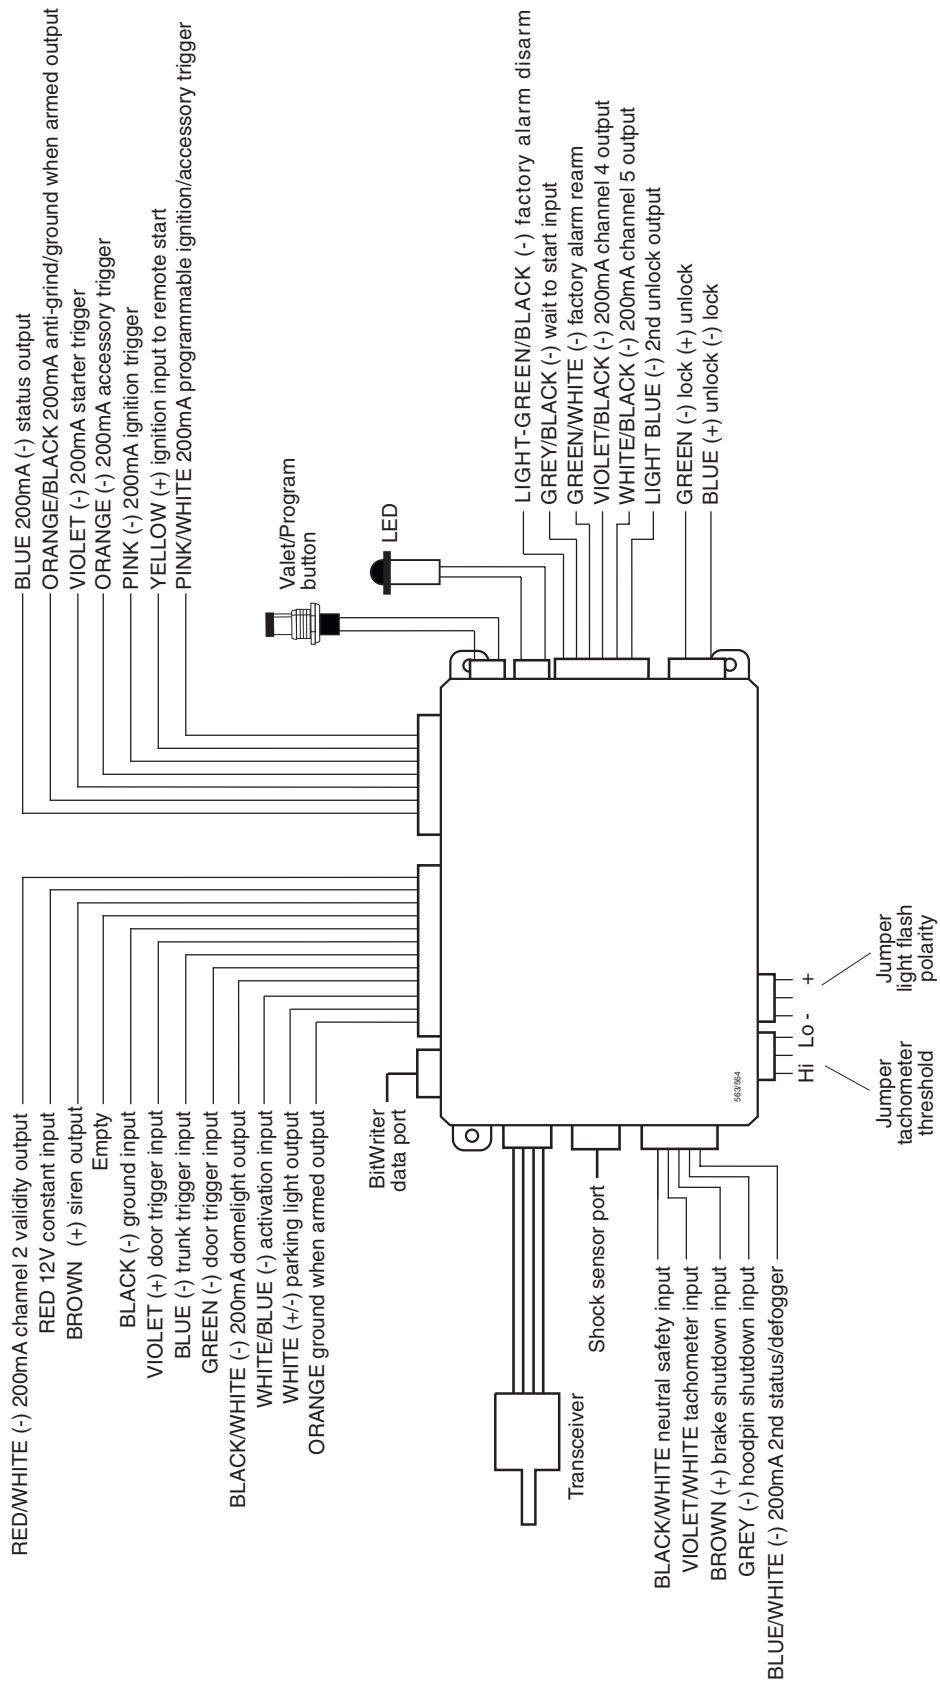 RED/WHITE (-) 200mA channel 2 validity output
RED 12V constant input
BROWN (+) siren output
Empty
BLACK (-) ground input
VIOLET (+) door trigger input
BLUE (-) trunk trigger input
GREEN (-) door trigger input
BLACK/WHITE (-) 200mA domelight output
WHITE/BLUE (-) activation input
WHITE (+/-) parking light output
ORANGE ground when armed output
BLUE 200mA (-) status output
ORANGE/BLACK 200mA anti-grind/ground when armed output
VIOLET (-) 200mA starter trigger
ORANGE (-) 200mA accessory trigger
PINK (-) 200mA ignition trigger
YELLOW (+) ignition input to remote start
PINK/WHITE 200mA programmable ignition/accessory trigger
BitWriter
data port
Valet/Program
button
LED
Transceiver
Shock sensor port
LIGHT-GREEN/BLACK (-) factory alarm disarm
GREY/BLACK (-) wait to start input
GREEN/WHITE (-) factory alarm rearm
VIOLET/BLACK (-) 200mA channel 4 output
WHITE/BLACK (-) 200mA channel 5 output
LIGHT BLUE (-) 2nd unlock output
GREEN (-) lock (+) unlock
BLUE (+) unlock (-) lock
BLACK/WHITE neutral safety input
VIOLET/WHITE tachometer input
BROWN (+) brake shutdown input
GREY (-) hoodpin shutdown input
BLUE/WHITE (-) 200mA 2nd status/defogger
563/564
Hi Lo - +
Jumper
tachometer
threshold
Jumper
light flash
polarity